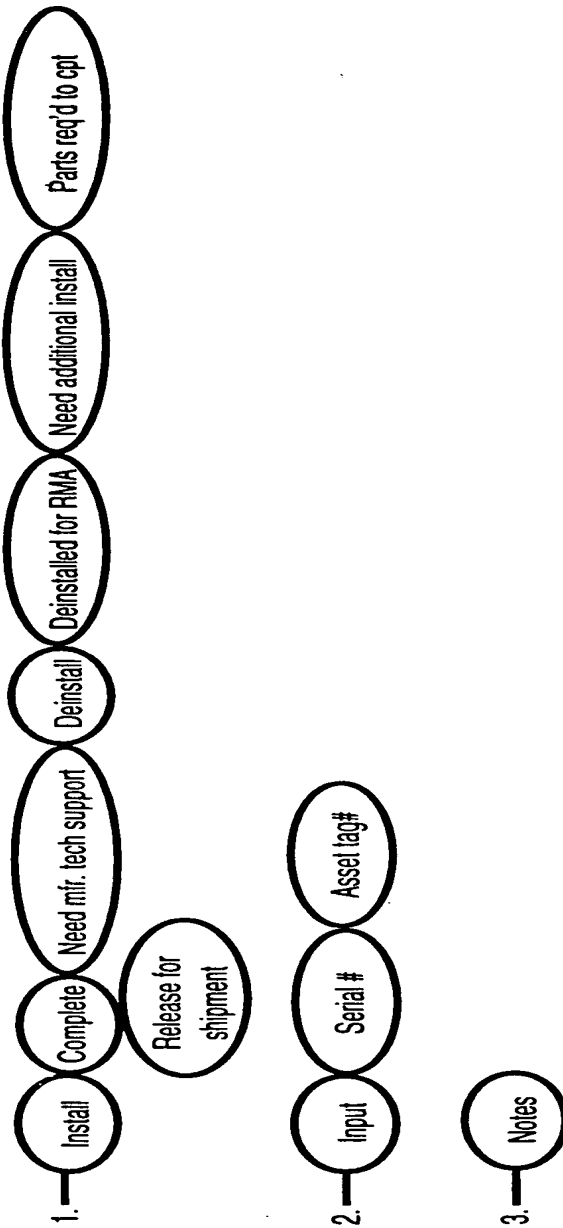 1. Install Complete Need mfr. tech support Deinstall Deinstalled for RMA Need additional install Parts req'd to cpt
Release for
shipment
2. Input Serial # Asset tag#
3. Notes